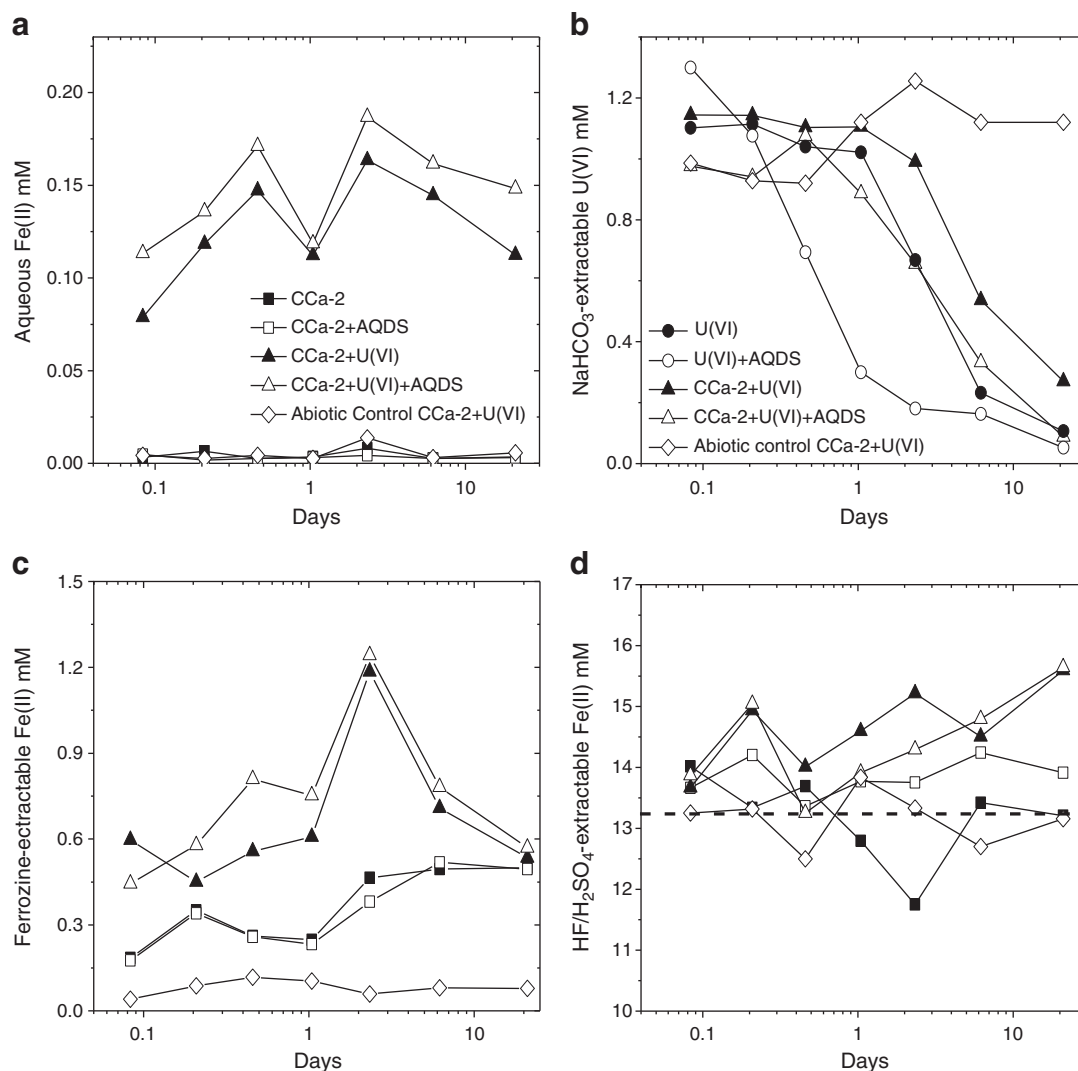 a
0.20
0.15
0.10
0.05
0.00
Aqueous Fe(II) mM
CCa-2
CCa-2+AQDS
CCa-2+U(VI)
CCa-2+U(VI)+AQDS
Abiotic Control CCa-2+U(VI)
0.1
1
10
Days
b
1.2
0.8
0.4
0.0
NaHCO3-extractable U(VI) mM
U(VI)
U(VI)+AQDS
CCa-2+U(VI)
CCa-2+U(VI)+AQDS
Abiotic control CCa-2+U(VI)
0.1
1
10
Days
c
1.5
1.2
0.9
0.6
0.3
0.0
Ferrozine-ectractable Fe(II) mM
0.1
1
10
Days
d
17
16
15
14
13
12
11
10
HF/H2SO4-extractable Fe(II) mM
0.1
1
10
Days